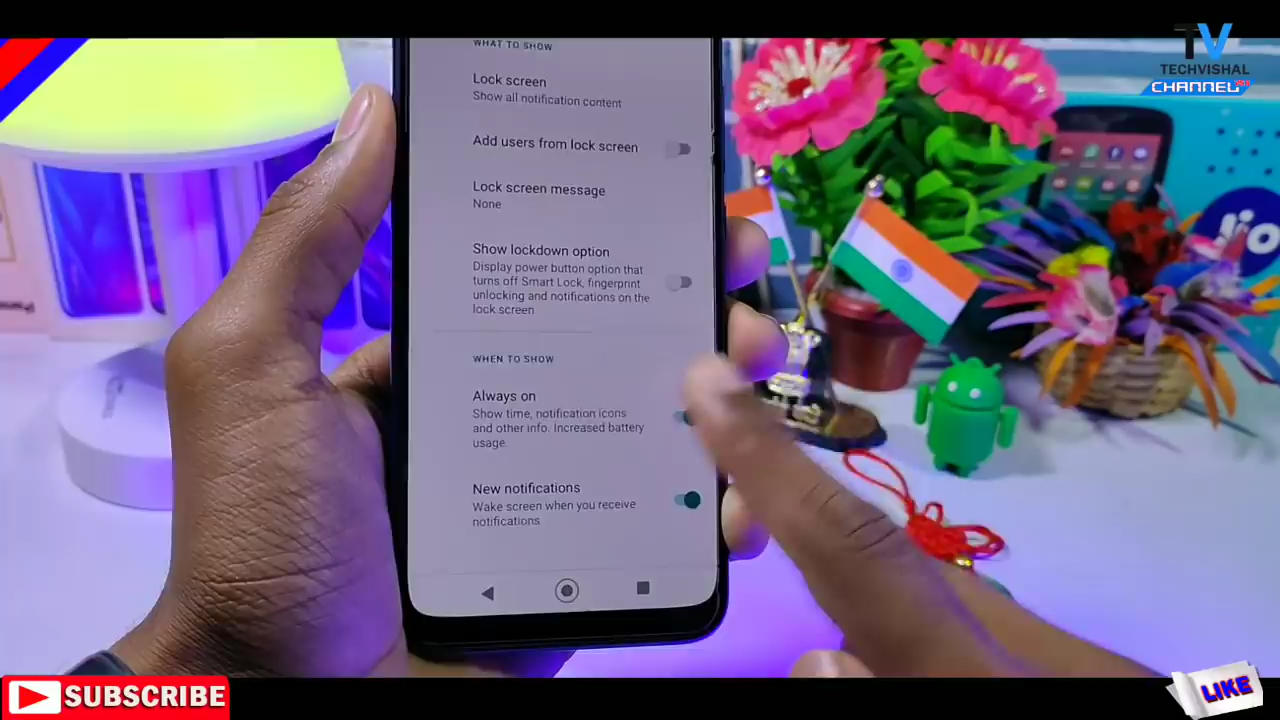 TV
TECHVISHAL
CHANNEL
WHAT TO SHOW
Lock screen
Show all notification content
Add users from lock screen
Lock screen message
None
Show lockdown option
Display power button option that
turns off Smart Lock, fingerprint
unlocking and notifications on the
lock screen
WHEN TO SHOW
Always on
Show time, notification icons
and other info. Increased battery
usage.
New notifications
Wake screen when you receive
notifications
Jio
SUBSCRIBE
LIKE